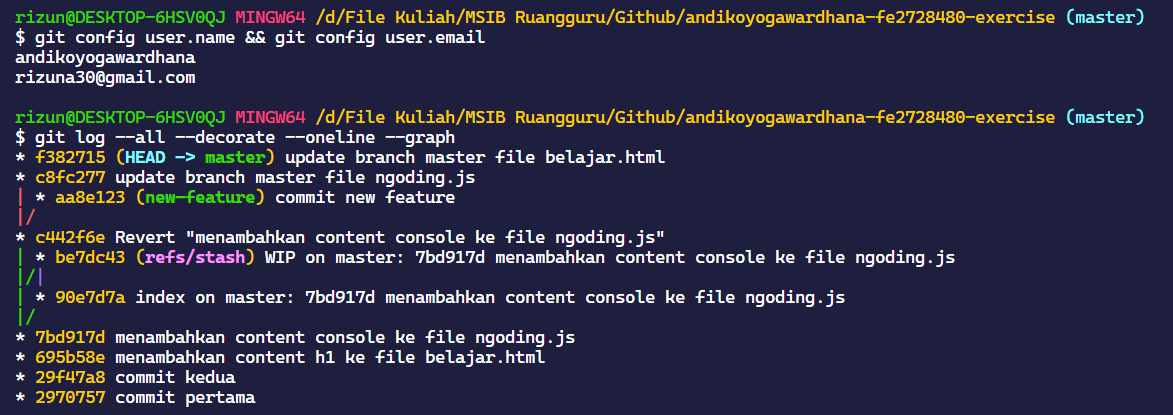 rizun@DESKTOP-6HSV0QJ MINGW64 /d/File Kuliah/MSIB Ruangguru/Github/andikoyogawardhana-fe2728480-exercise (master)
$ git config user.name && git config user.email
andikoyogawardhana
rizuna30@gmail.com

rizun@DESKTOP-6HSV0QJ MINGW64 /d/File Kuliah/MSIB Ruangguru/Github/andikoyogawardhana-fe2728480-exercise (master)
$ git log --all --decorate --oneline --graph
* f382715 (HEAD -> master) update branch master file belajar.html
* c8fc277 update branch master file ngoding.js
| * aa8e123 (new-feature) commit new feature
|/
* c442f6e Revert "menambahkan content console ke file ngoding.js"
| * be7dc43 (refs/stash) WIP on master: 7bd917d menambahkan content console ke file ngoding.js
|/|
| * 90e7d7a index on master: 7bd917d menambahkan content console ke file ngoding.js
|/
* 7bd917d menambahkan content console ke file ngoding.js
* 695b58e menambahkan content h1 ke file belajar.html
* 29f47a8 commit kedua
* 2970757 commit pertama